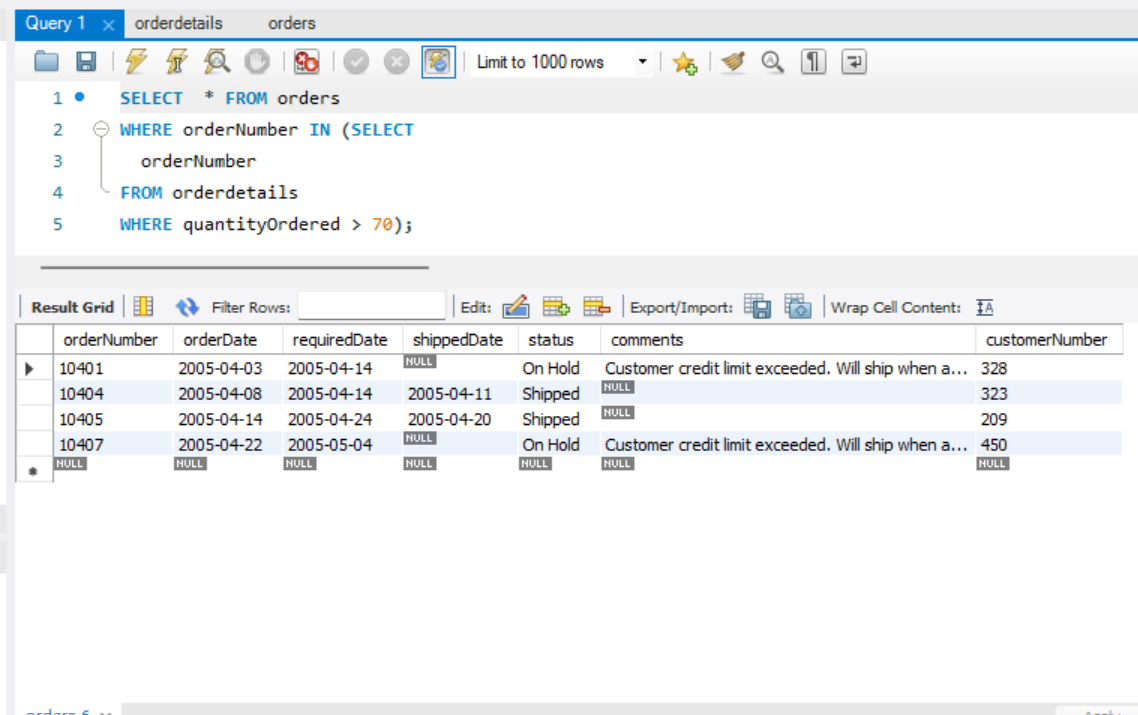 Query 1 × orderdetails orders
Limit to 1000 rows
1 SELECT * FROM orders
2 WHERE orderNumber IN (SELECT
3 orderNumber
4 FROM orderdetails
5 WHERE quantityOrdered > 70);
Result Grid Filter Rows: Edit: Export/Import: Wrap Cell Content: IA
orderNumber orderDate requiredDate shippedDate status comments customerNumber
10401 2005-04-03 2005-04-14 NULL On Hold Customer credit limit exceeded. Will ship when a... 328
10404 2005-04-08 2005-04-14 2005-04-11 Shipped NULL 323
10405 2005-04-14 2005-04-24 2005-04-20 Shipped NULL 209
10407 2005-04-22 2005-05-04 NULL On Hold Customer credit limit exceeded. Will ship when a... 450
NULL NULL NULL NULL NULL NULL NULL